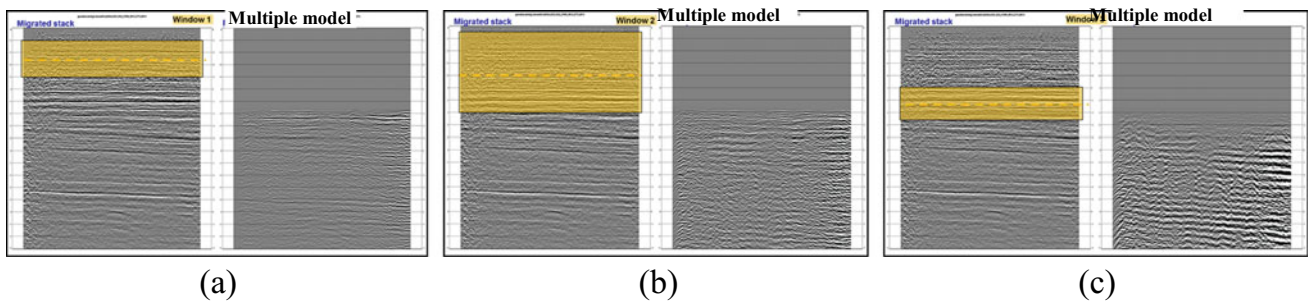 Migrated stack
Window 1
Multiple model
(a)
Migrated stack
Window 2
Multiple model
(b)
Migrated stack
Multiple model
(c)